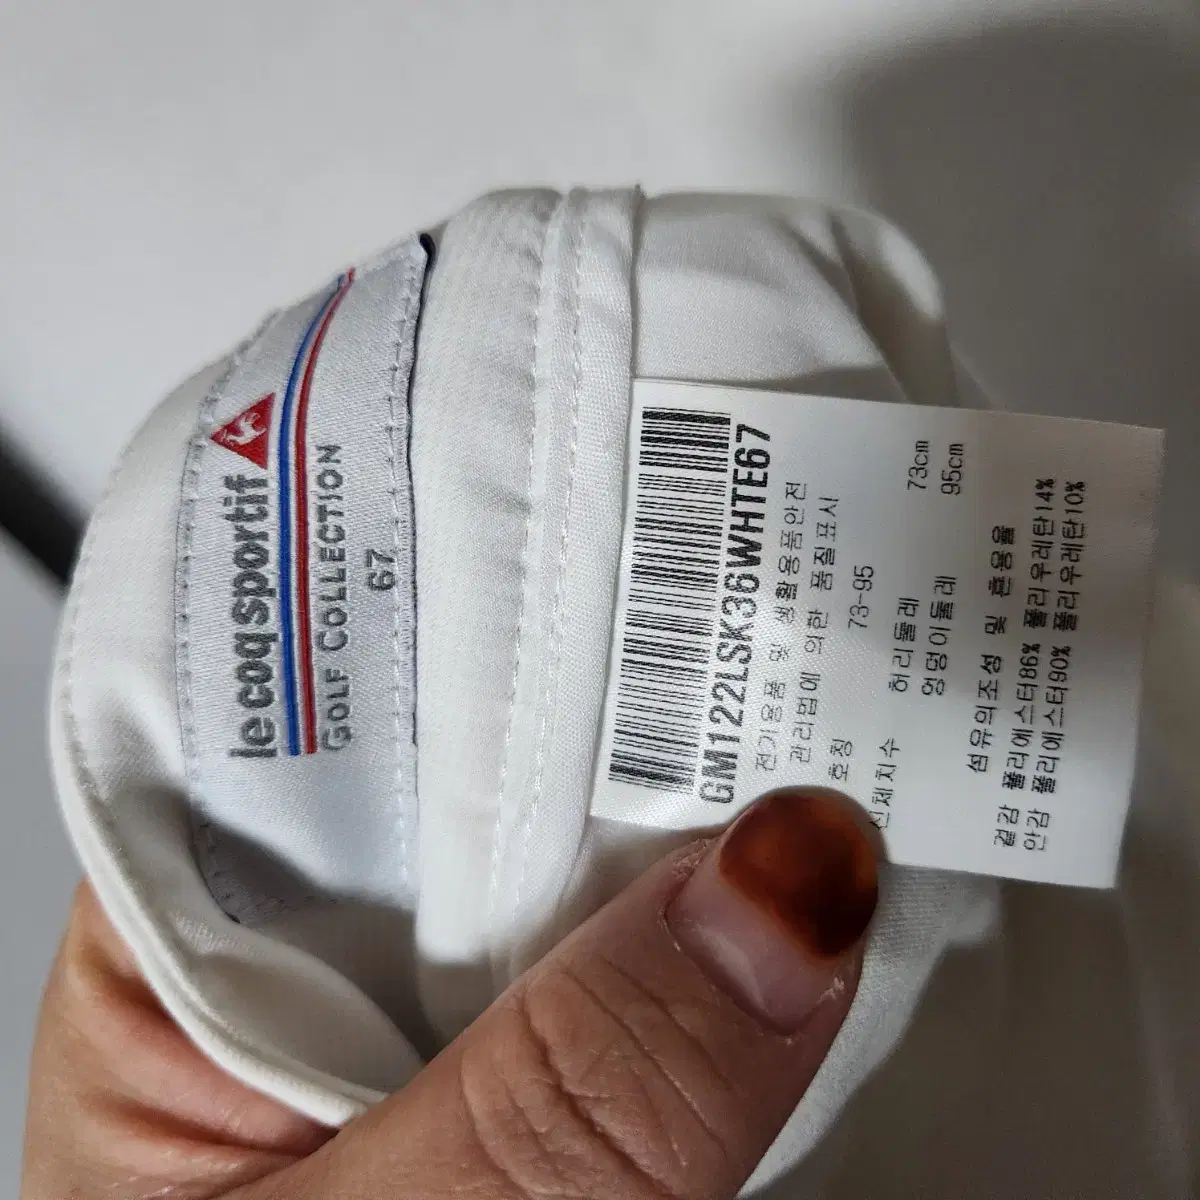 le coq sportif
GOLF COLLECTION
67
GM122LSK36WHTE67
전기용품 및 생활용품안전
관리법에 의한 품질표시
호칭 73-95
신체치수
허리둘레 73cm
엉덩이둘레 95cm
섬유의조성 및 혼용율
겉감 폴리에스터86% 폴리우레탄14%
안감 폴리에스터90% 폴리우레탄10%